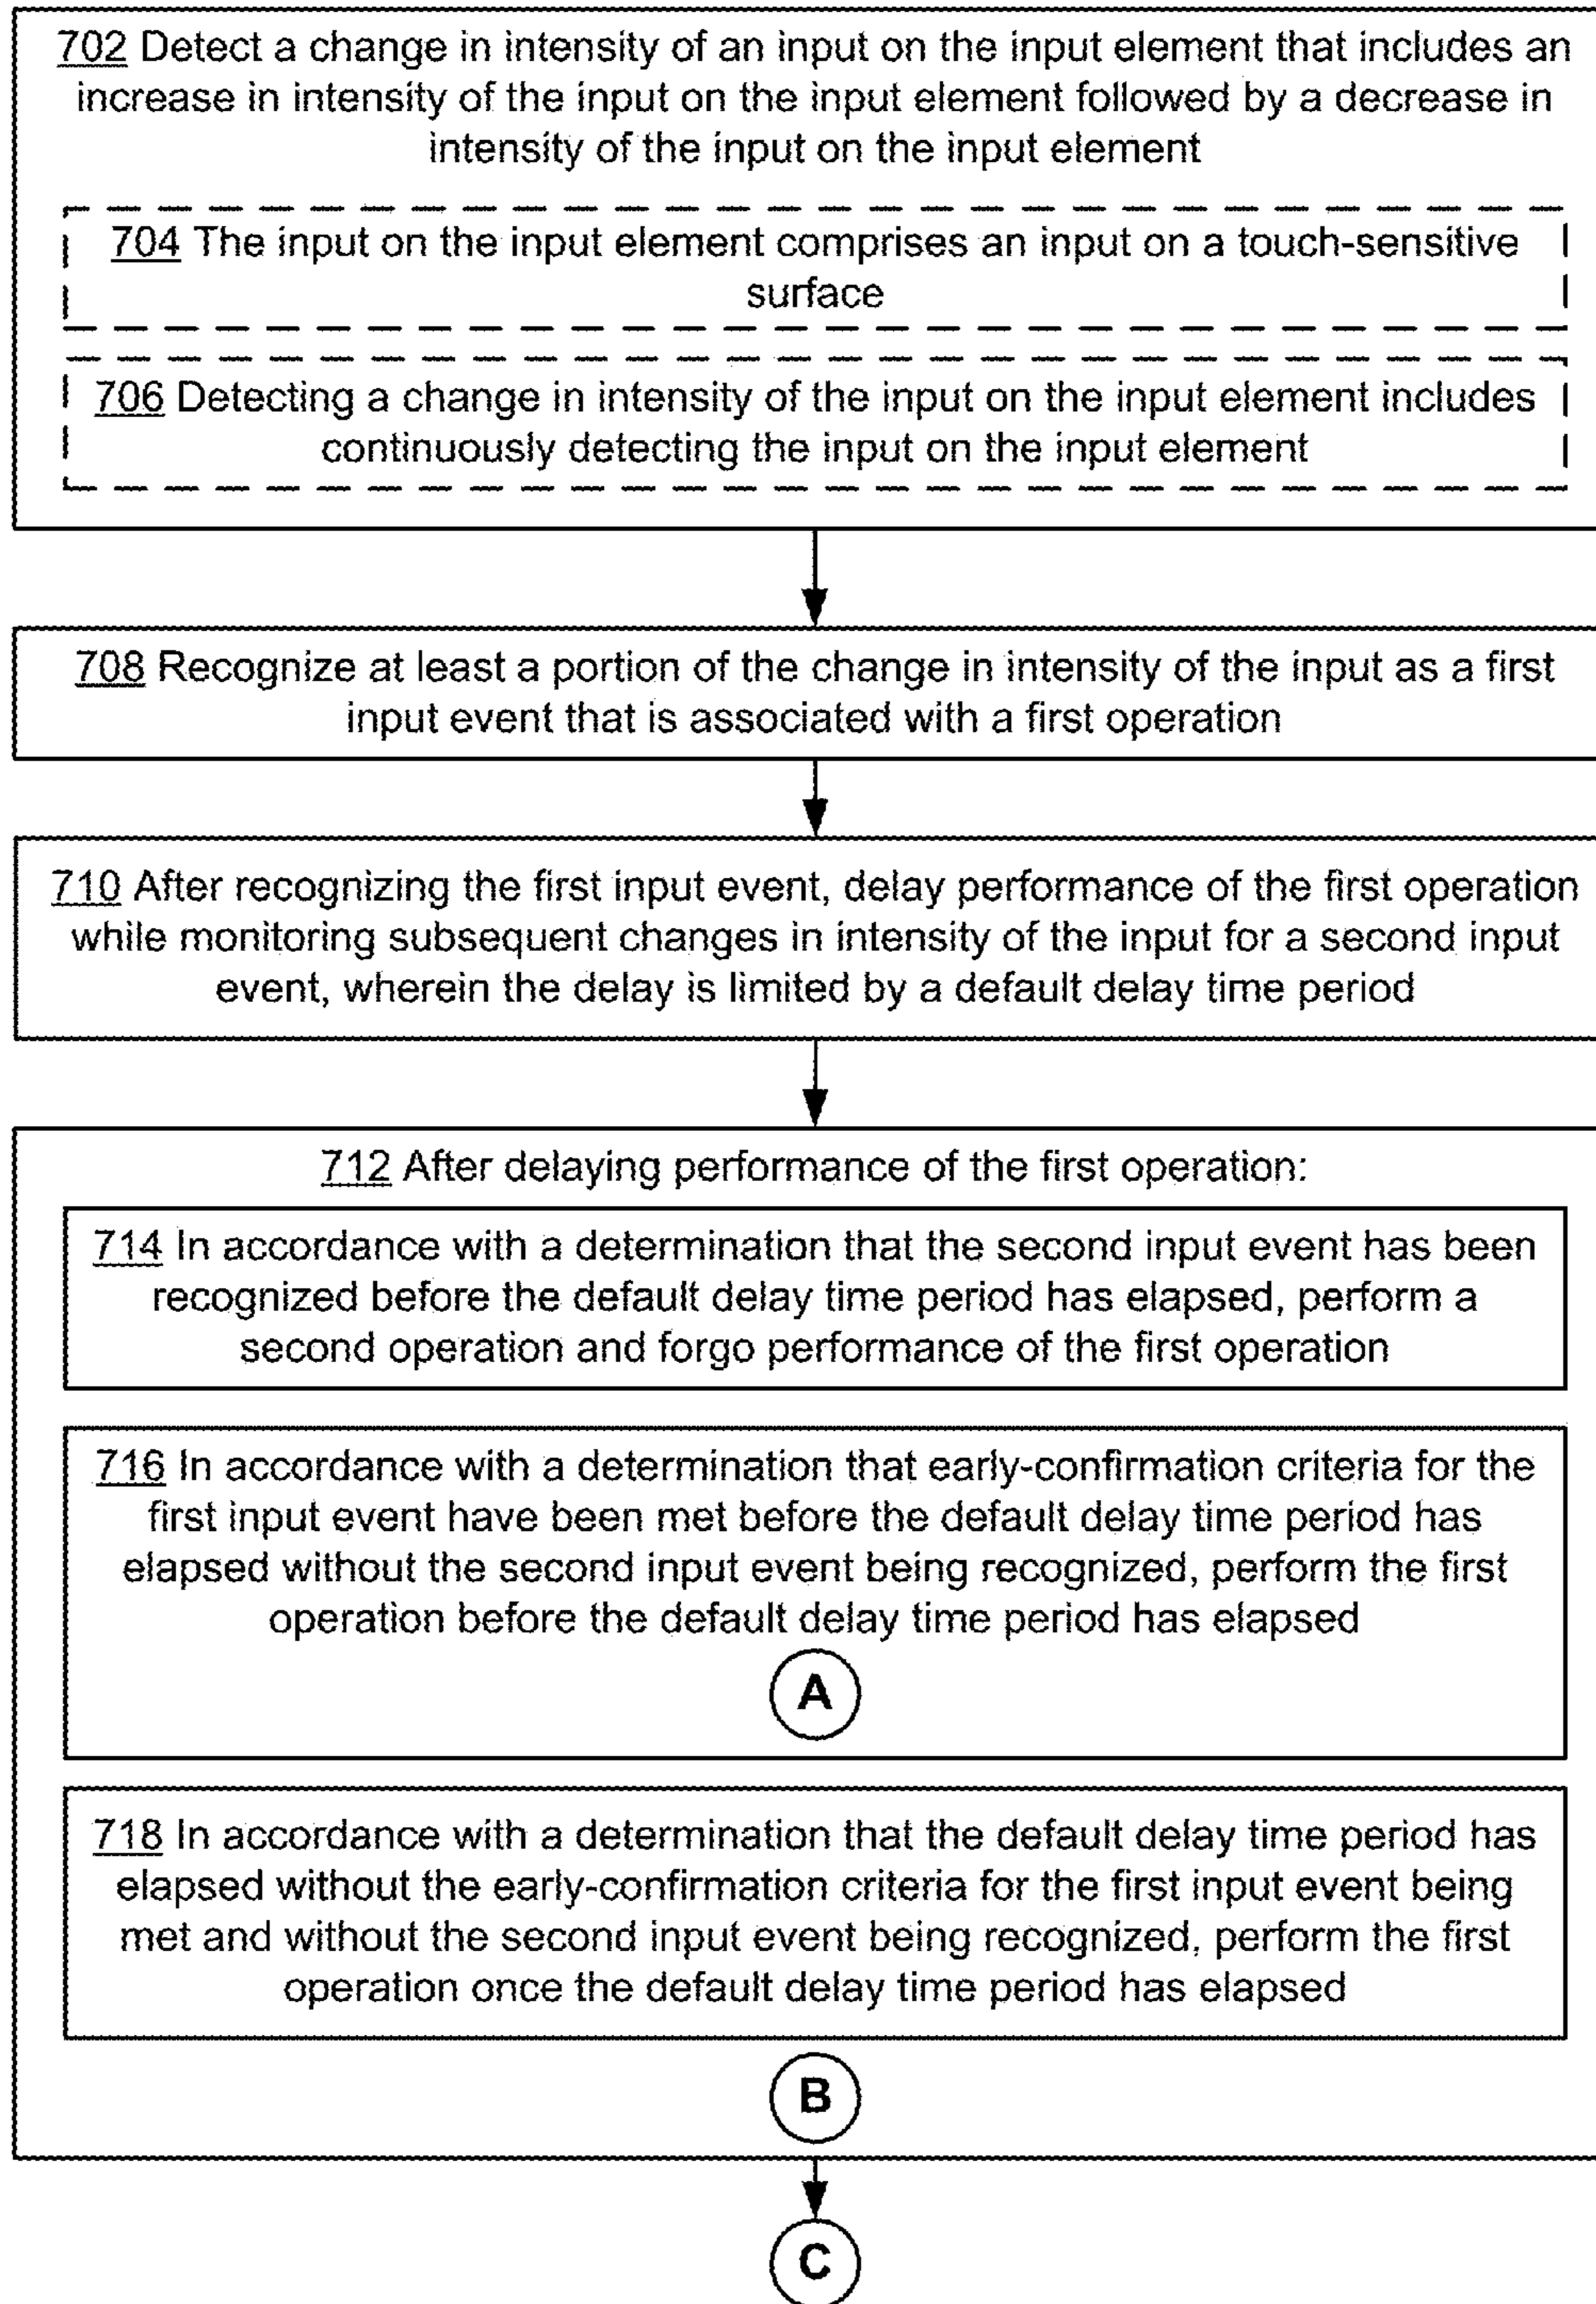 702 Detect a change in intensity of an input on the input element that includes an
increase in intensity of the input on the input element followed by a decrease in
intensity of the input on the input element
704 The input on the input element comprises an input on a touch-sensitive
surface
706 Detecting a change in intensity of the input on the input element includes
continuously detecting the input on the input element
708 Recognize at least a portion of the change in intensity of the input as a first
input event that is associated with a first operation
710 After recognizing the first input event, delay performance of the first operation
while monitoring subsequent changes in intensity of the input for a second input
event, wherein the delay is limited by a default delay time period
712 After delaying performance of the first operation:
714 In accordance with a determination that the second input event has been
recognized before the default delay time period has elapsed, perform a
second operation and forgo performance of the first operation
716 In accordance with a determination that early-confirmation criteria for the
first input event have been met before the default delay time period has
elapsed without the second input event being recognized, perform the first
operation before the default delay time period has elapsed
A
718 In accordance with a determination that the default delay time period has
elapsed without the early-confirmation criteria for the first input event being
met and without the second input event being recognized, perform the first
operation once the default delay time period has elapsed
B
C